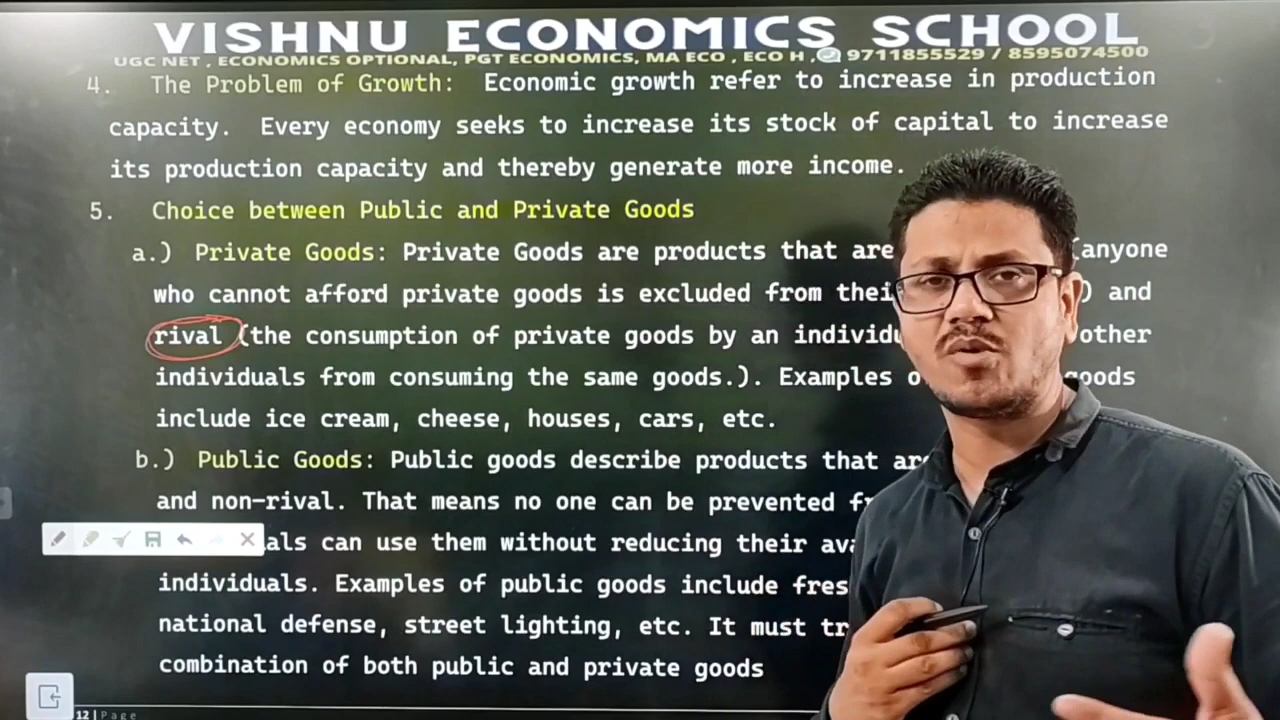 VISHNU ECONOMICS SCHOOL
UGC NET , ECONOMICS OPTIONAL, PGT ECONOMICS, MA ECO , ECO H , 9711855529 / 8595074500
4. The Problem of Growth: Economic growth refer to increase in production
capacity. Every economy seeks to increase its stock of capital to increase
its production capacity and thereby generate more income.
5. Choice between Public and Private Goods
a.) Private Goods: Private Goods are products that are (anyone
who cannot afford private goods is excluded from ) and
rival (the consumption of private goods by an other
individuals from consuming the same goods.). Examples goods
include ice cream, cheese, houses, cars, etc.
b.) Public Goods: Public goods describe products that
and non-rival. That means no one can be prevented
can use them without reducing their
individuals. Examples of public goods include
national defense, street lighting, etc. It must
combination of both public and private goods
12 | Page